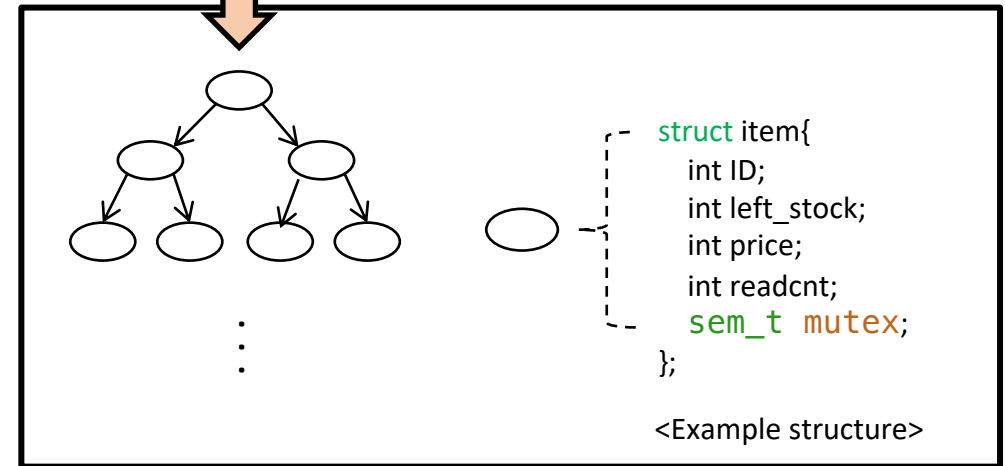 struct item{
int ID;
int left_stock;
int price;
int readcnt;
sem_t mutex;
};
<Example structure>